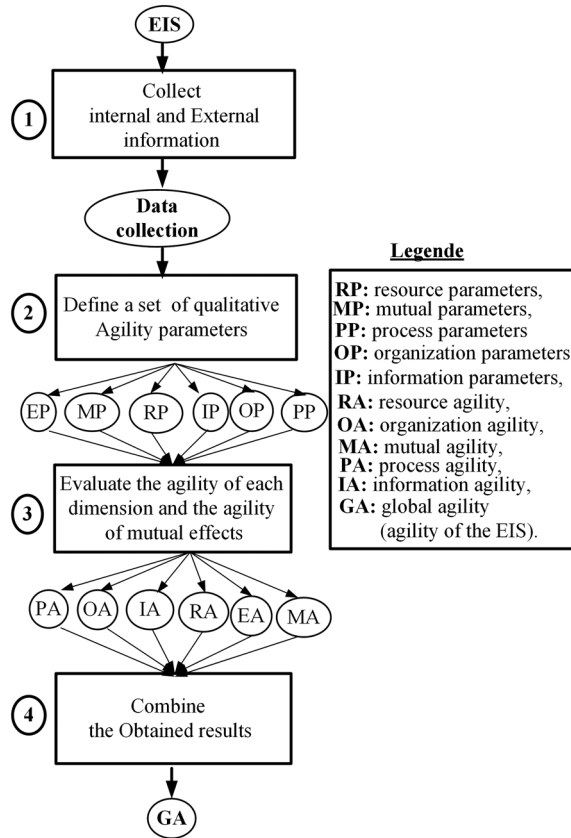 EIS
1
Collect
internal and External
information
Data
collection
2
Define a set of qualitative
Agility parameters
EP
MP
RP
IP
OP
PP
3
Evaluate the agility of each
dimension and the agility
of mutual effects
PA
OA
IA
RA
EA
MA
4
Combine
the Obtained results
GA
Legende
RP: resource parameters,
MP: mutual parameters,
PP: process parameters
OP: organization parameters
IP: information parameters,
RA: resource agility,
OA: organization agility,
MA: mutual agility,
PA: process agility,
IA: information agility,
GA: global agility
(agility of the EIS).